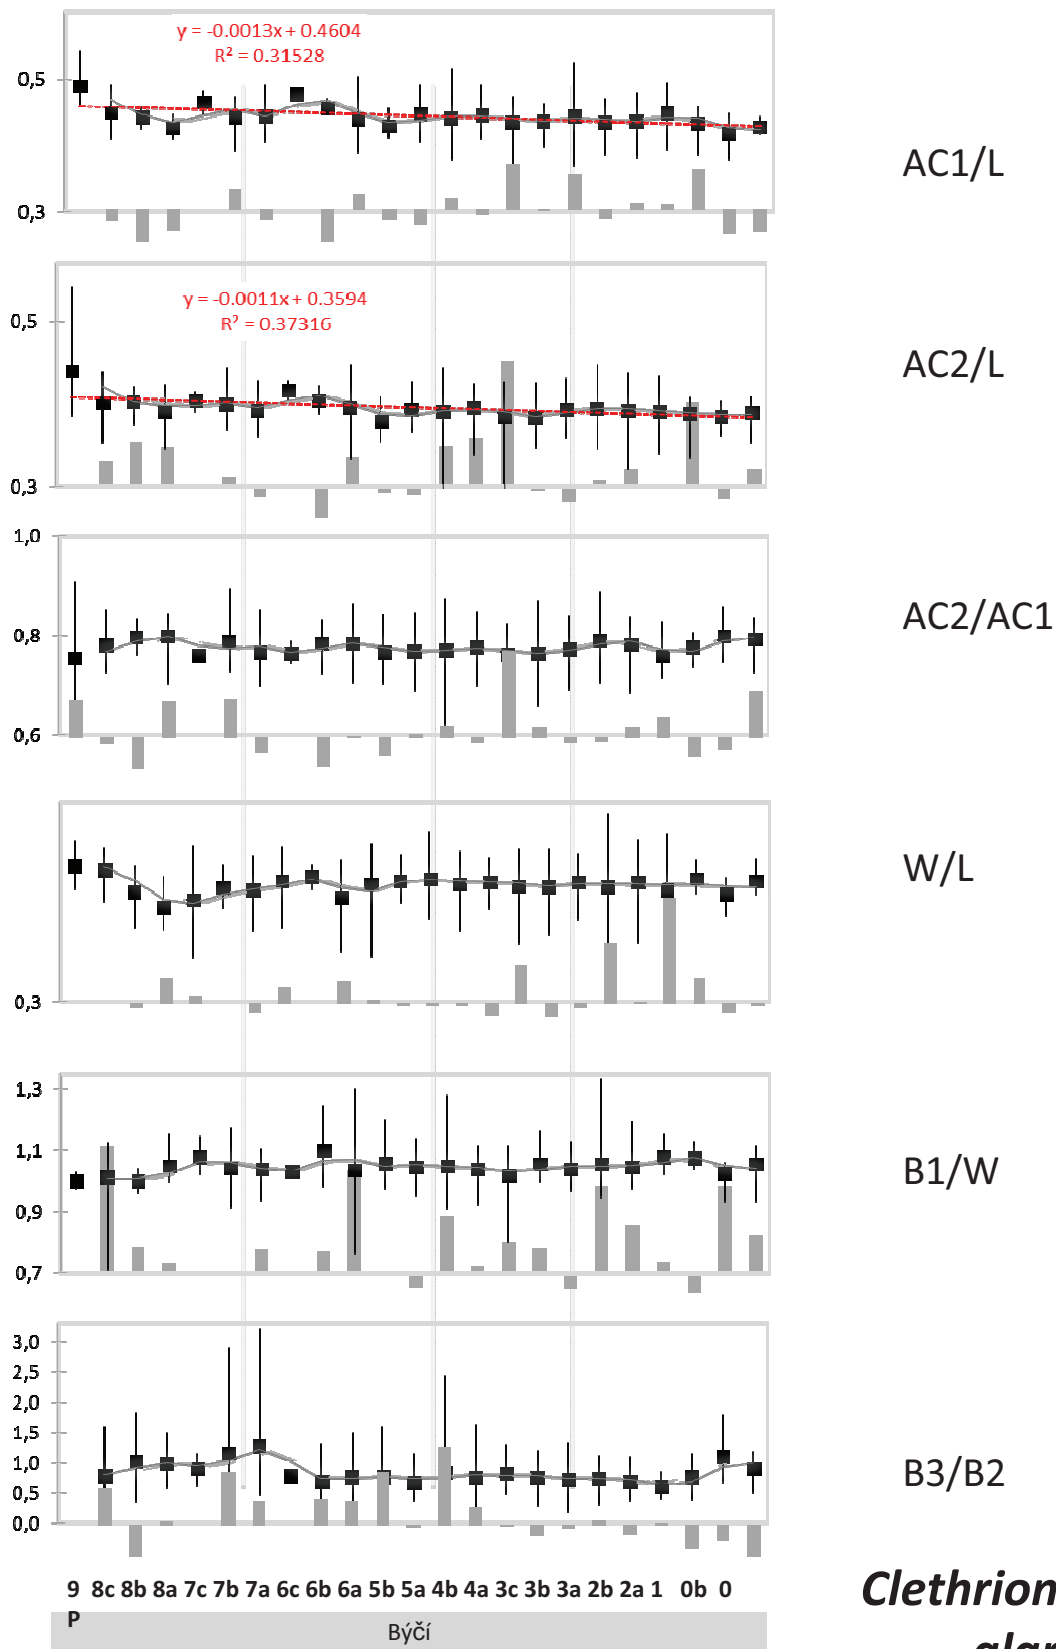 y = -0.0013x + 0.4604
R² = 0.31528
0,5
0,3
AC1/L
y = -0.0011x + 0.3594
R² = 0.37316
0,5
0,3
AC2/L
1,0
0,8
0,6
AC2/AC1
0,3
W/L
1,3
1,1
0,9
0,7
B1/W
3,0
2,5
2,0
1,5
1,0
0,5
0,0
B3/B2
9 8c 8b 8a 7c 7b 7a 6c 6b 6a 5b 5a 4b 4a 3c 3b 3a 2b 2a 1 0b 0
P
Býčí
Clethrion